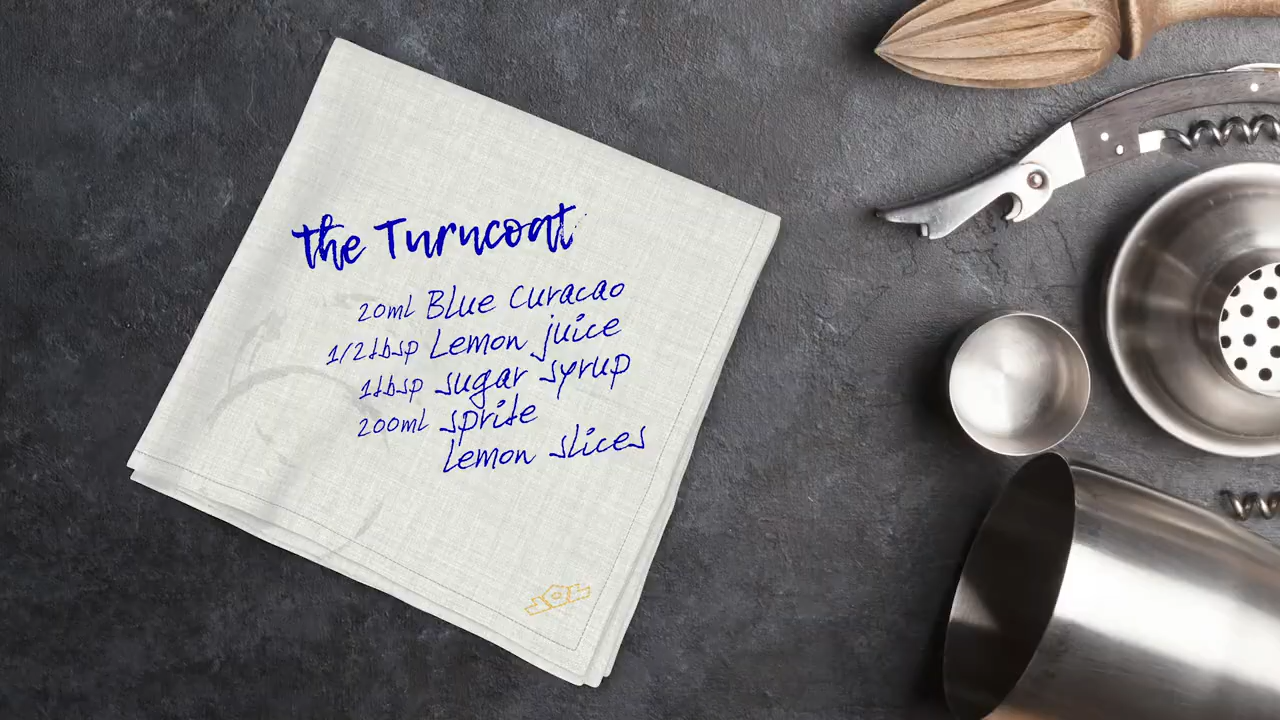 the Turncoat
20ml Blue Curacao
1/2tbsp Lemon juice
1tbsp sugar syrup
200ml sprite
Lemon slices